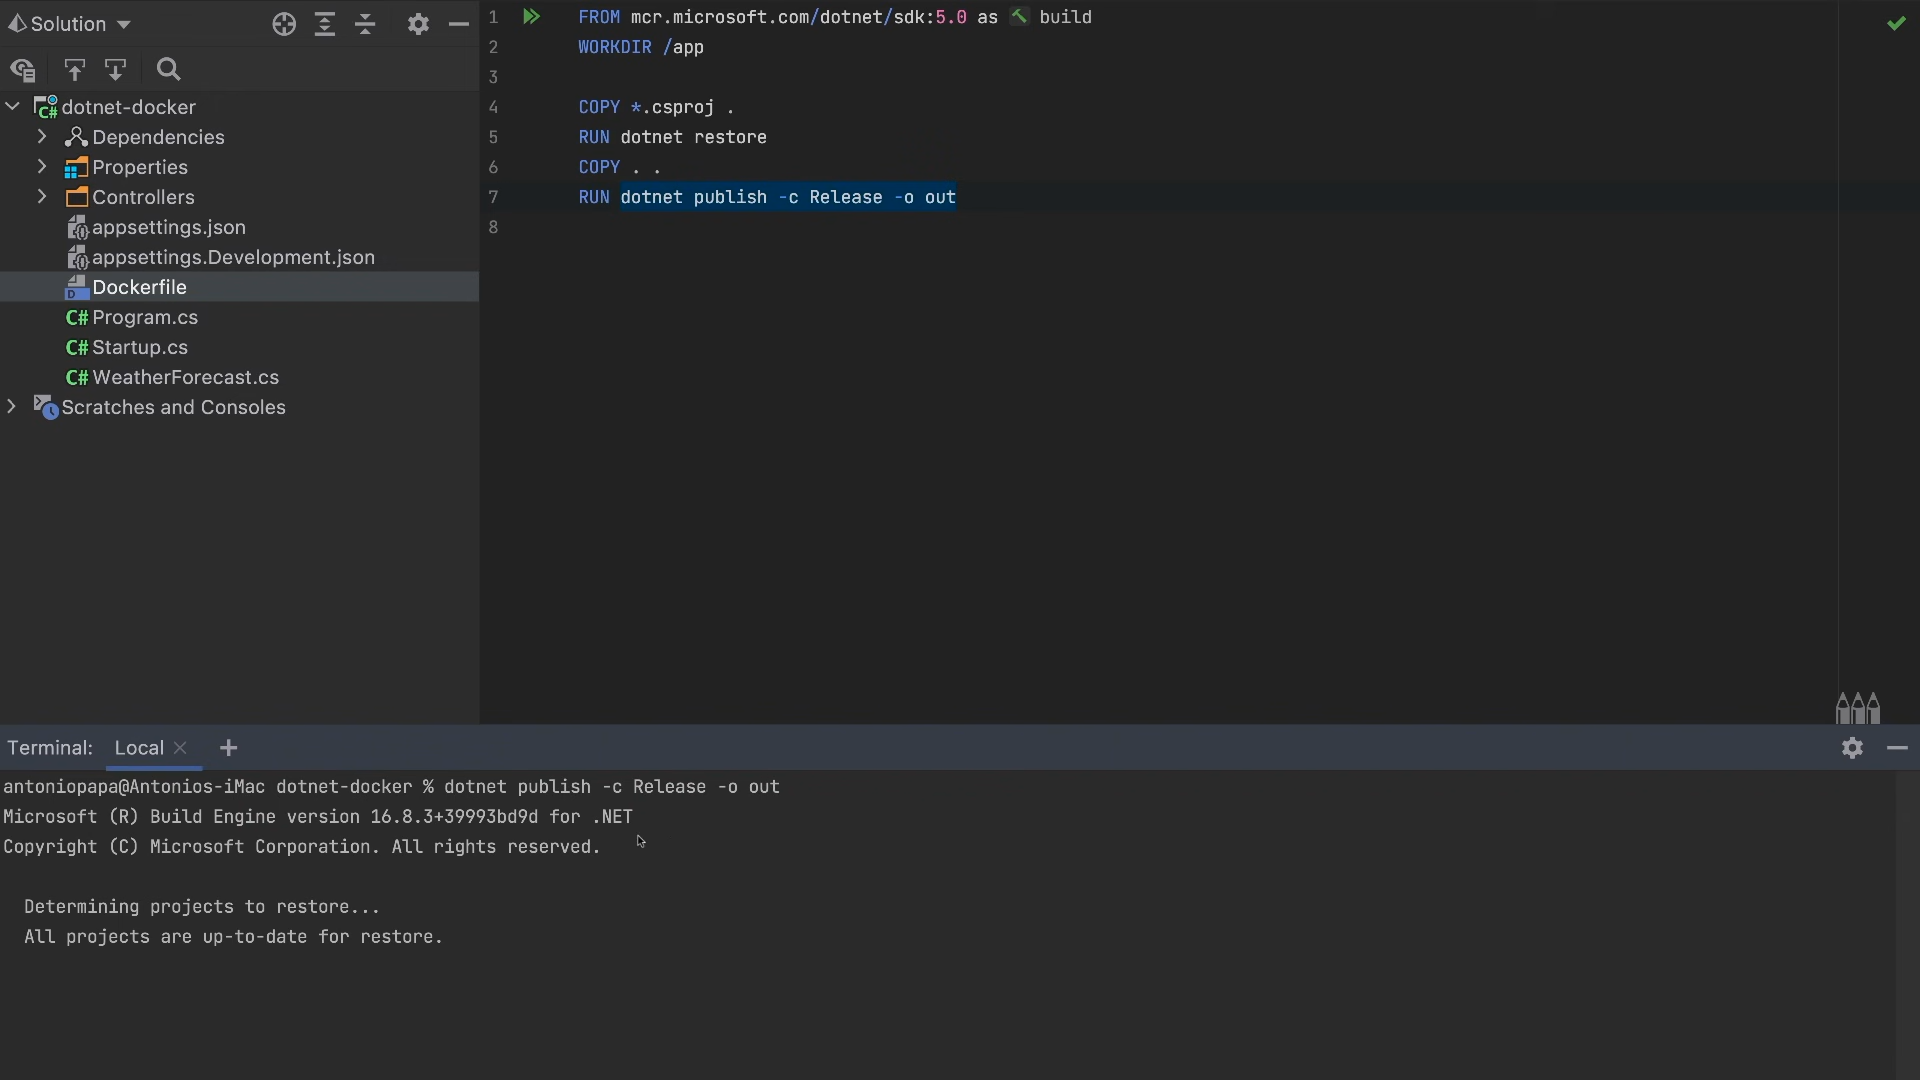 Solution
dotnet-docker
Dependencies
Properties
Controllers
appsettings.json
appsettings.Development.json
Dockerfile
C# Program.cs
C# Startup.cs
C# WeatherForecast.cs
Scratches and Consoles
1 FROM mcr.microsoft.com/dotnet/sdk:5.0 as build
2 WORKDIR /app
3
4 COPY *.csproj .
5 RUN dotnet restore
6 COPY . .
7 RUN dotnet publish -c Release -o out
8
Terminal: Local
antoniopapa@Antonios-iMac dotnet-docker % dotnet publish -c Release -o out
Microsoft (R) Build Engine version 16.8.3+39993bd9d for .NET
Copyright (C) Microsoft Corporation. All rights reserved.
Determining projects to restore...
All projects are up-to-date for restore.